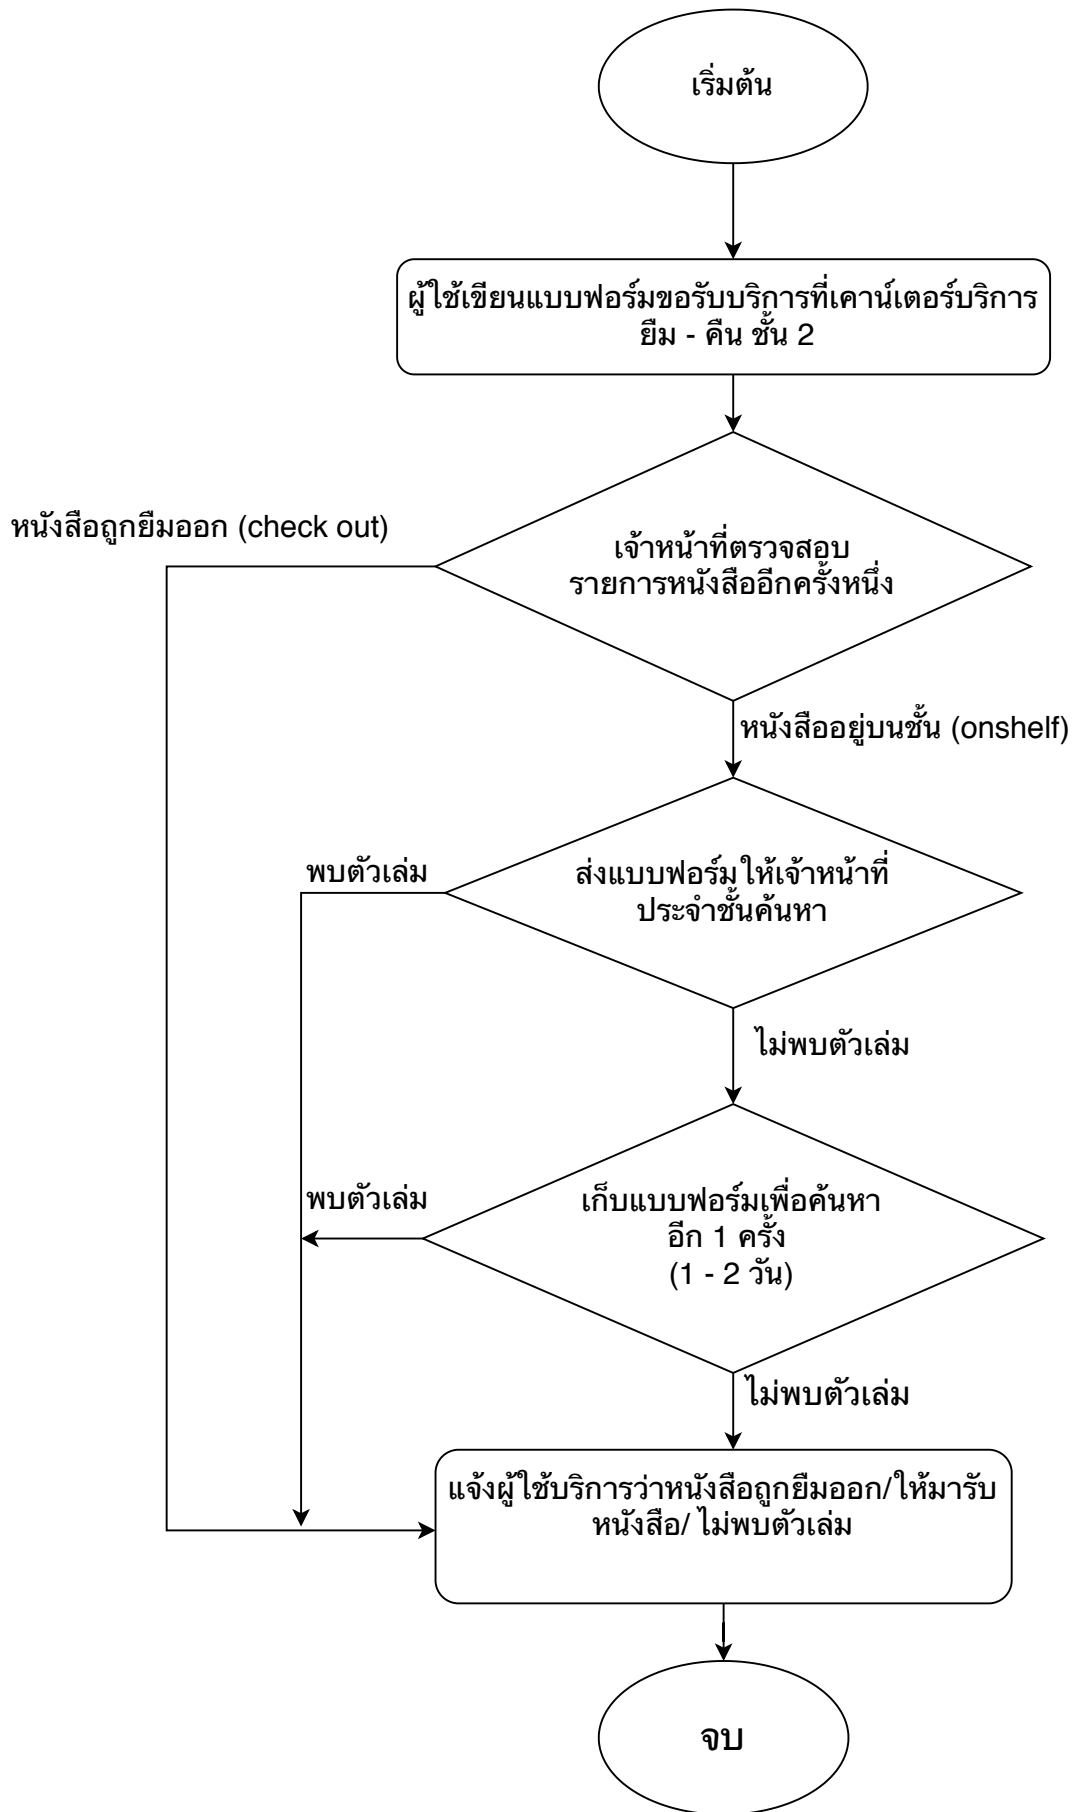 เริ่มต้น
ผู้ใช้เขียนแบบฟอร์มขอรับบริการที่เคาน์เตอร์บริการ
ยืม - คืน ชั้น 2
หนังสือถูกยืมออก (check out)
เจ้าหน้าที่ตรวจสอบ
รายการหนังสืออีกครั้งหนึ่ง
หนังสืออยู่บนชั้น (onshelf)
พบตัวเล่ม
ส่งแบบฟอร์มให้เจ้าหน้าที่
ประจำชั้นค้นหา
ไม่พบตัวเล่ม
พบตัวเล่ม
เก็บแบบฟอร์มเพื่อค้นหา
อีก 1 ครั้ง
(1 - 2 วัน)
ไม่พบตัวเล่ม
แจ้งผู้ใช้บริการว่าหนังสือถูกยืมออก/ให้มารับ
หนังสือ/ ไม่พบตัวเล่ม
จบ